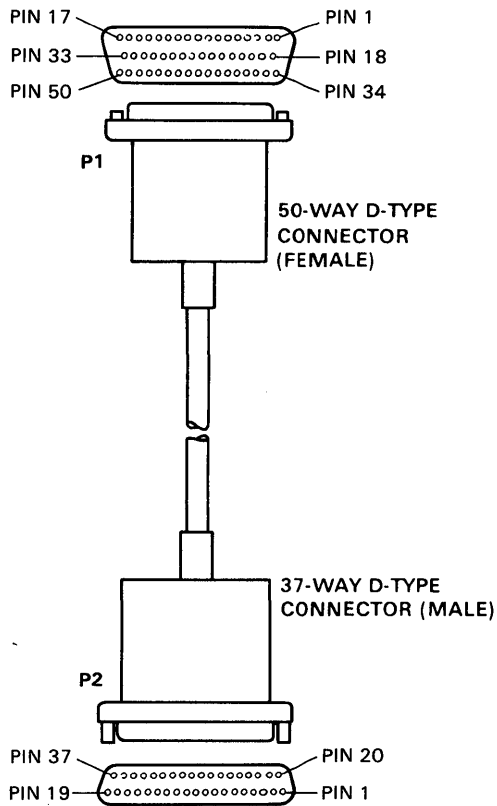 PIN 17
PIN 1
PIN 33
PIN 18
PIN 50
PIN 34
P1
50-WAY D-TYPE
CONNECTOR
(FEMALE)
37-WAY D-TYPE
CONNECTOR (MALE)
P2
PIN 37
PIN 20
PIN 19
PIN 1